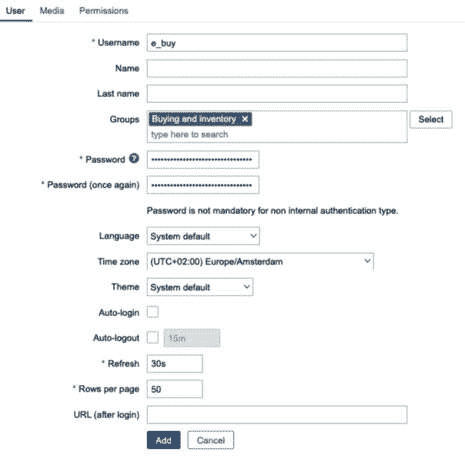 User Media Permissions
* Username e_buy
Name
Last name
Groups Buying and inventory ✕ Select
type here to search
* Password ? ••••••••••••••••••••••••••••••••
* Password (once again) ••••••••••••••••••••••••••••••••
Password is not mandatory for non internal authentication type.
Language System default
Time zone (UTC+02:00) Europe/Amsterdam
Theme System default
Auto-login
Auto-logout 15m
* Refresh 30s
* Rows per page 50
URL (after login)
Add Cancel